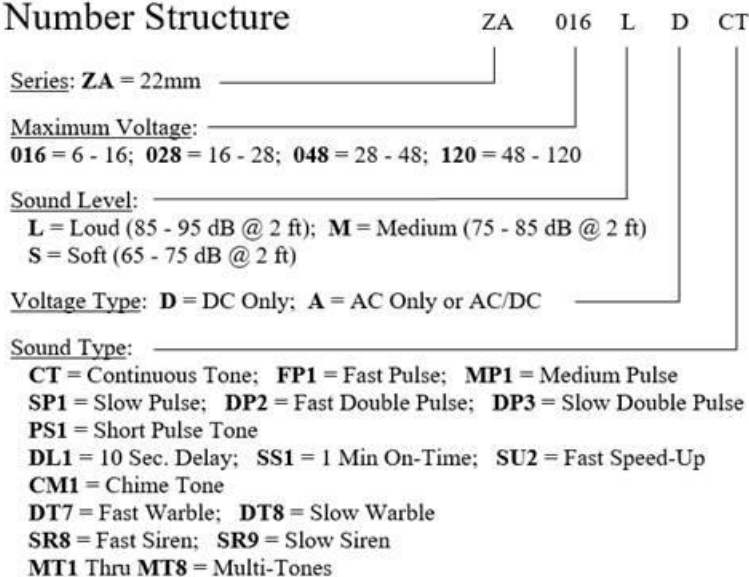 Number Structure ZA 016 L D CT
Series: ZA = 22mm
Maximum Voltage:
016 = 6 - 16; 028 = 16 - 28; 048 = 28 - 48; 120 = 48 - 120
Sound Level:
L = Loud (85 - 95 dB @ 2 ft); M = Medium (75 - 85 dB @ 2 ft)
S = Soft (65 - 75 dB @ 2 ft)
Voltage Type: D = DC Only; A = AC Only or AC/DC
Sound Type:
CT = Continuous Tone; FP1 = Fast Pulse; MP1 = Medium Pulse
SP1 = Slow Pulse; DP2 = Fast Double Pulse; DP3 = Slow Double Pulse
PS1 = Short Pulse Tone
DL1 = 10 Sec. Delay; SS1 = 1 Min On-Time; SU2 = Fast Speed-Up
CM1 = Chime Tone
DT7 = Fast Warble; DT8 = Slow Warble
SR8 = Fast Siren; SR9 = Slow Siren
MT1 Thru MT8 = Multi-Tones